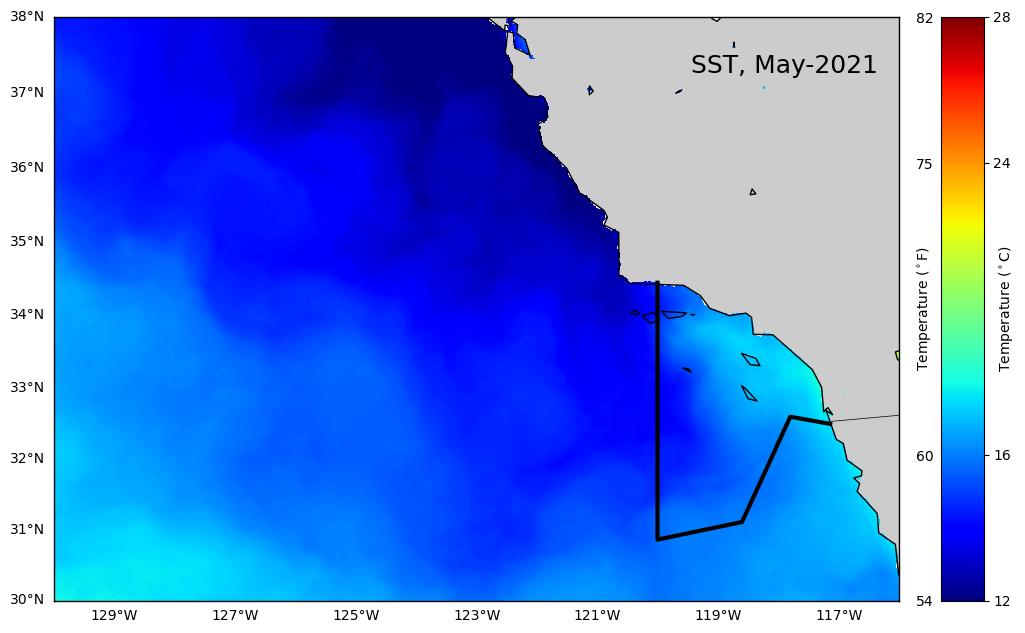 SST, May-2021
38°N
37°N
36°N
35°N
34°N
33°N
32°N
31°N
30°N
129°W
127°W
125°W
123°W
121°W
119°W
117°W
82
75
60
54
Temperature (°F)
28
24
16
12
Temperature (°C)